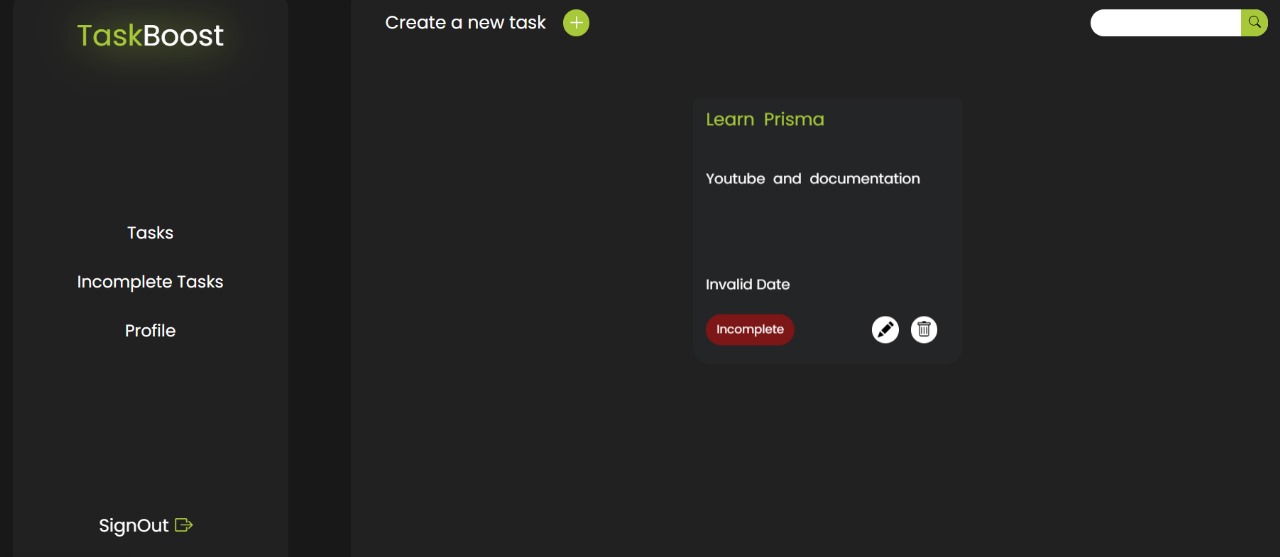 TaskBoost
Create a new task
Learn Prisma
Youtube and documentation
Tasks
Incomplete Tasks
Profile
Invalid Date
Incomplete
SignOut